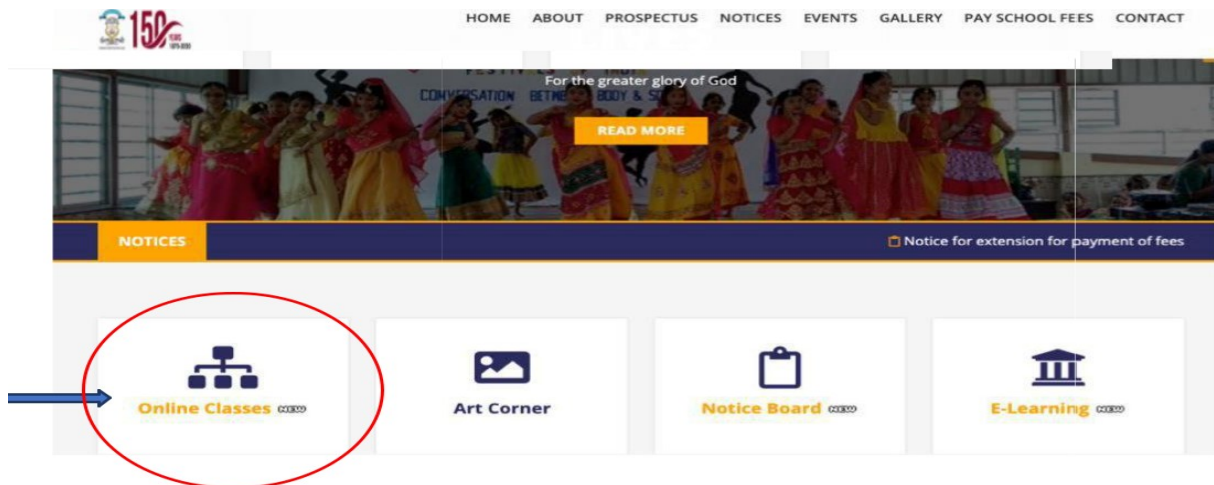 150
YEARS
HOME ABOUT PROSPECTUS NOTICES EVENTS GALLERY PAY SCHOOL FEES CONTACT
For the greater glory of God
BODY &
READ MORE
NOTICES
Notice for extension for payment of fees
Online Classes NEW
Art Corner
Notice Board NEW
E-Learning NEW